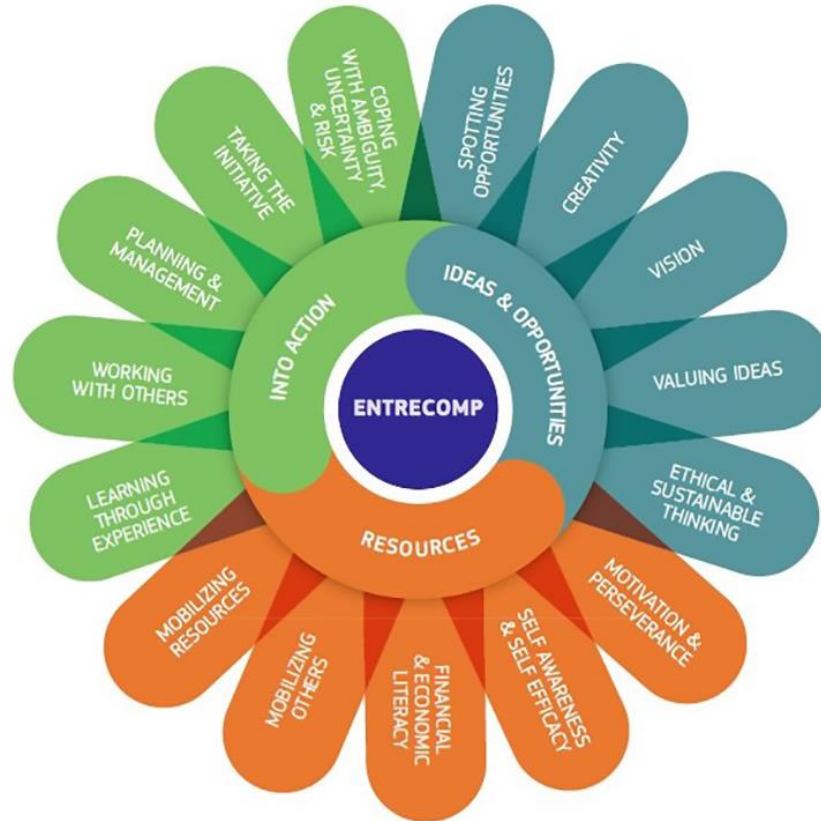 ENTRECOMP
IDEAS & OPPORTUNITIES
SPOTTING
OPPORTUNITIES
CREATIVITY
VISION
VALUING IDEAS
ETHICAL &
SUSTAINABLE
THINKING
RESOURCES
MOTIVATION &
PERSEVERANCE
SELF AWARENESS
& SELF EFFICACY
FINANCIAL
& ECONOMIC
LITERACY
MOBILIZING
OTHERS
MOBILIZING
RESOURCES
INTO ACTION
LEARNING
THROUGH
EXPERIENCE
WORKING
WITH OTHERS
PLANNING &
MANAGEMENT
TAKING THE
INITIATIVE
COPING
WITH AMBIGUITY,
UNCERTAINTY
& RISK